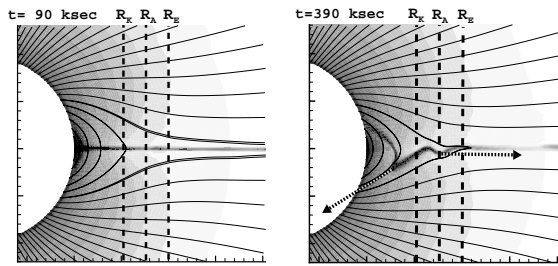 t= 90 ksec R_K R_A R_E
t=390 ksec R_K R_A R_E